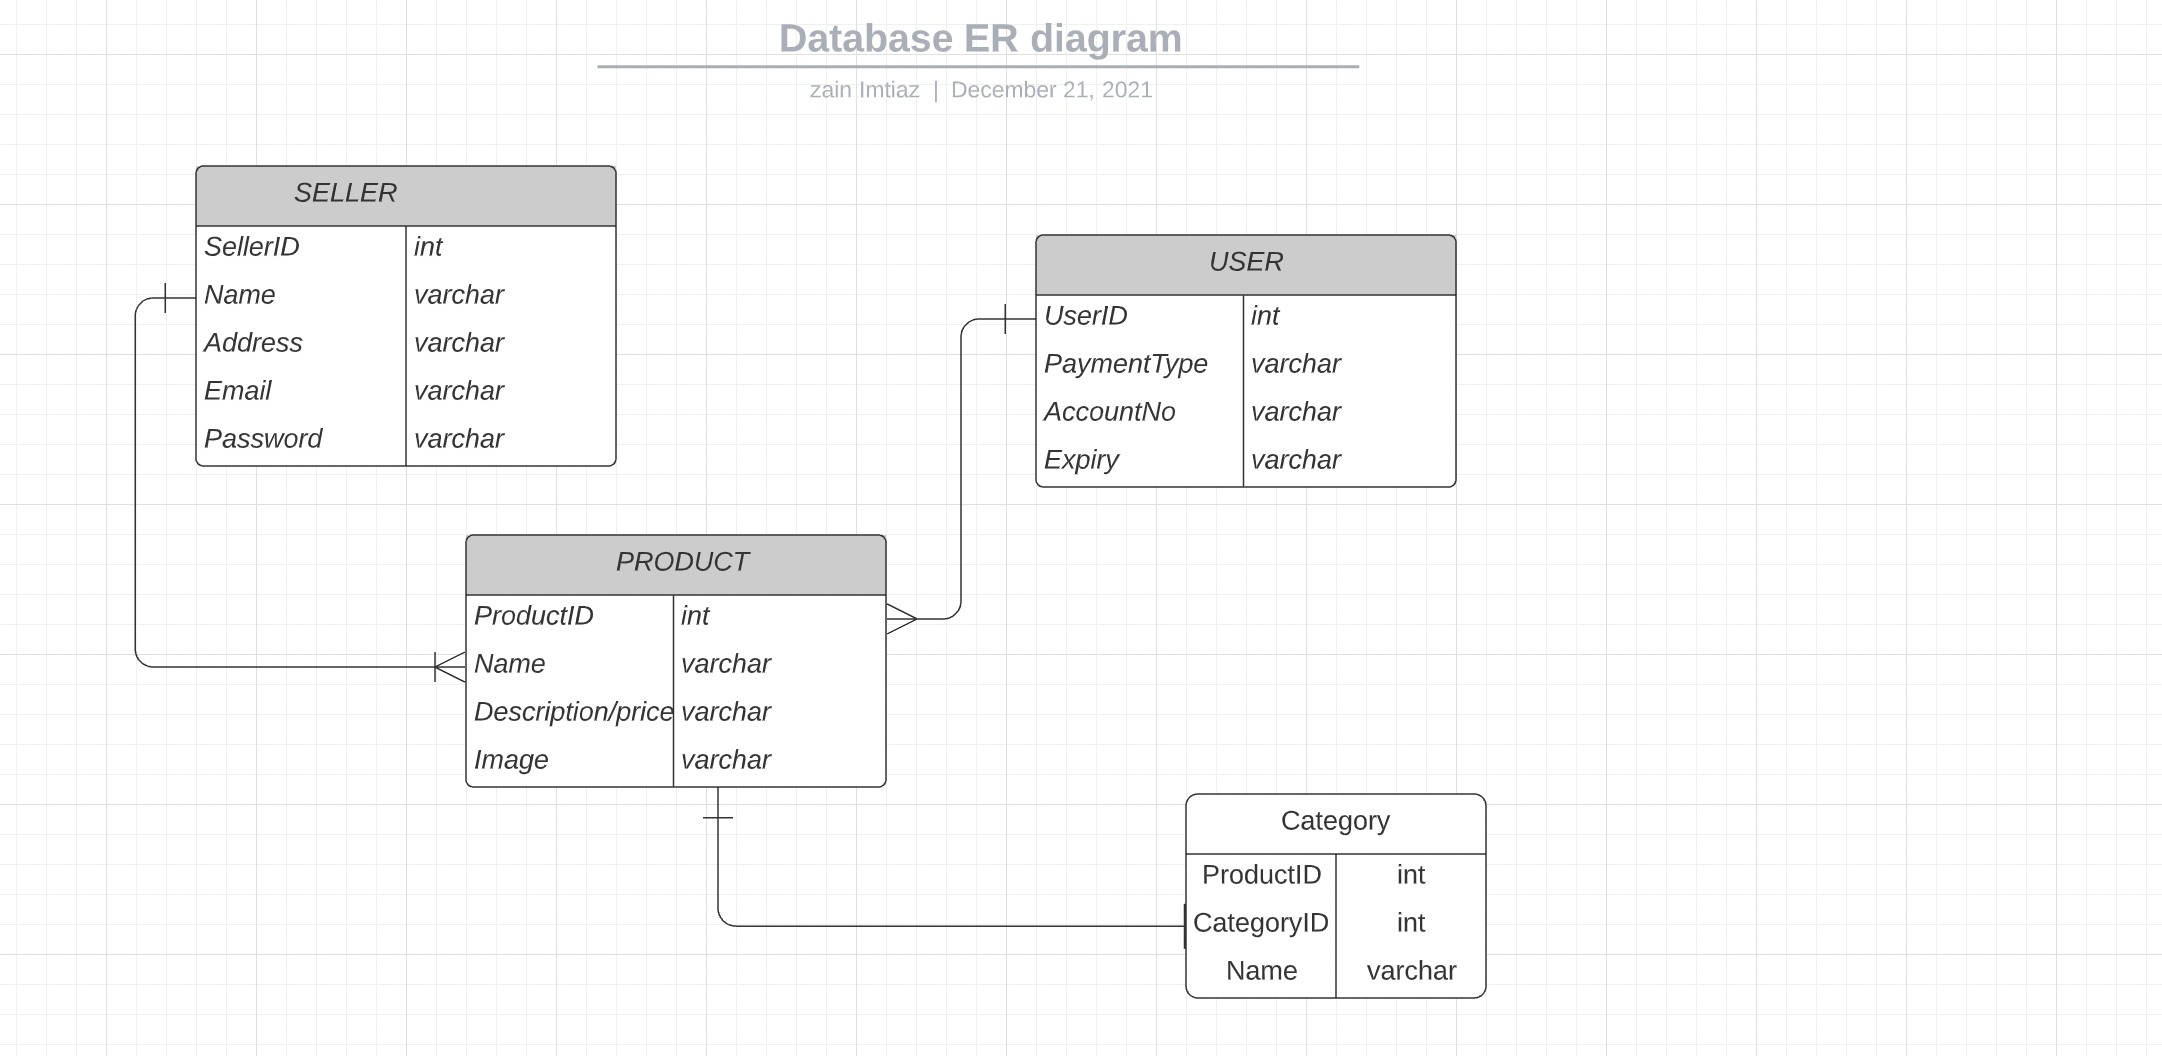 Database ER diagram
zain Imtiaz | December 21, 2021
SELLER
SellerID int
Name varchar
Address varchar
Email varchar
Password varchar
USER
UserID int
PaymentType varchar
AccountNo varchar
Expiry varchar
PRODUCT
ProductID int
Name varchar
Description/price varchar
Image varchar
Category
ProductID int
CategoryID int
Name varchar